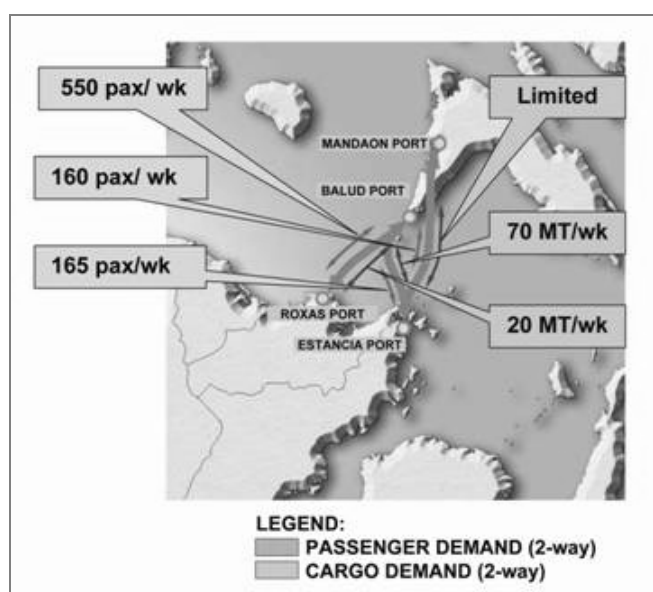 550 pax/ wk
Limited
MANDAON PORT
160 pax/ wk
BALUD PORT
70 MT/wk
165 pax/wk
20 MT/wk
ROXAS PORT
ESTANCIA PORT
LEGEND:
PASSENGER DEMAND (2-way)
CARGO DEMAND (2-way)